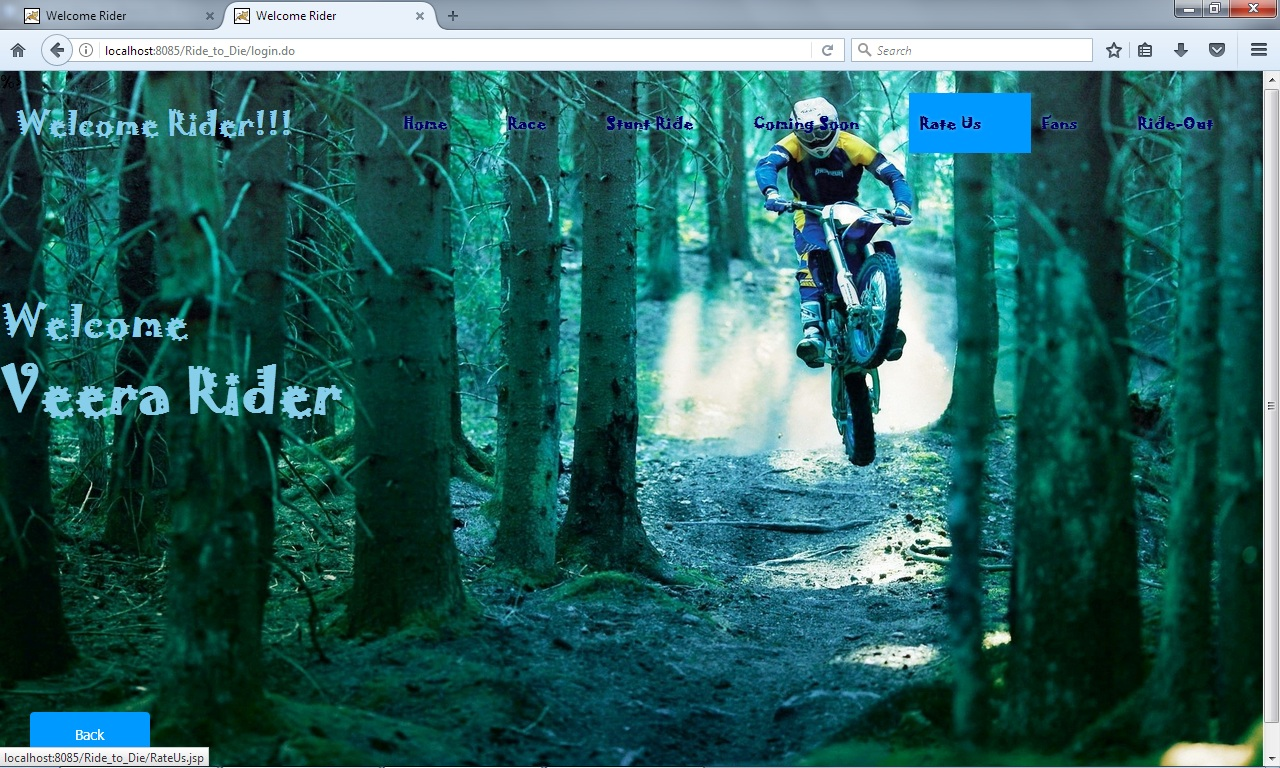 Welcome Rider
Welcome Rider
localhost:8085/Ride_to_Die/login.do
Search
Welcome Rider!!!
Home Race Stunt Ride Coming Soon Rate Us Fans Ride-Out
Welcome
Veera Rider
Back
localhost:8085/Ride_to_Die/RateUs.jsp